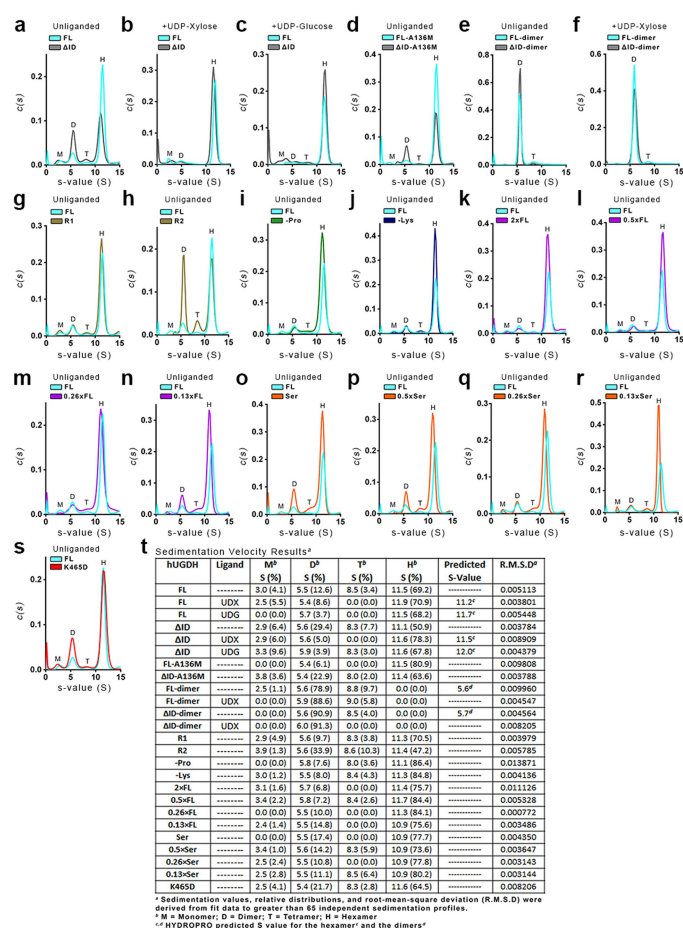 a b c d e f
Unliganded +UDP-Xylose +UDP-Glucose Unliganded Unliganded +UDP-Xylose
FL FL FL FL-A136M FL-dimer FL-dimer
ΔID ΔID ΔID ΔID-A136M ΔID-dimer ΔID-dimer
c(s)
s-value (S)
g h i j k l
Unliganded Unliganded Unliganded Unliganded Unliganded Unliganded
FL FL FL FL FL FL
R1 R2 -Pro -Lys 2xFL 0.5xFL
c(s)
s-value (S)
m n o p q r
Unliganded Unliganded Unliganded Unliganded Unliganded Unliganded
FL FL FL FL FL FL
0.26xFL 0.13xFL Ser 0.5xSer 0.26xSer 0.13xSer
c(s)
s-value (S)
s
Unliganded
FL
K465D
M D T H
c(s)
s-value (S)
t Sedimentation Velocity Results^a
hUGDH Ligand M^b S (%) D^b S (%) T^b S (%) H^b S (%) Predicted S-Value R.M.S.D^a
FL -------- 3.0 (4.1) 5.5 (12.6) 8.5 (3.4) 11.5 (69.2) ------------ 0.005113
FL UDX 2.5 (5.5) 5.4 (8.6) 0.0 (0.0) 11.9 (70.9) 11.2^c 0.003801
FL UDG 0.0 (0.0) 5.7 (3.7) 0.0 (0.0) 11.5 (68.2) 11.7^c 0.005448
ΔID -------- 2.9 (6.4) 5.6 (29.4) 8.3 (7.7) 11.1 (50.9) ------------ 0.003784
ΔID UDX 2.9 (6.0) 5.6 (5.0) 0.0 (0.0) 11.6 (78.3) 11.5^c 0.008909
ΔID UDG 3.3 (9.6) 5.9 (3.9) 8.3 (3.0) 11.6 (67.8) 12.0^c 0.004379
FL-A136M -------- 0.0 (0.0) 5.4 (6.1) 0.0 (0.0) 11.5 (80.9) ------------ 0.009808
ΔID-A136M -------- 3.8 (3.6) 5.4 (22.9) 8.0 (2.0) 11.4 (63.6) ------------ 0.003788
FL-dimer -------- 2.5 (1.1) 5.6 (78.9) 8.8 (9.7) 0.0 (0.0) 5.6^d 0.009960
FL-dimer UDX 0.0 (0.0) 5.9 (88.6) 9.0 (5.8) 0.0 (0.0) ------------ 0.004547
ΔID-dimer -------- 0.0 (0.0) 5.6 (90.9) 8.5 (4.0) 0.0 (0.0) 5.7^d 0.004564
ΔID-dimer UDX 0.0 (0.0) 6.0 (91.3) 0.0 (0.0) 0.0 (0.0) ------------ 0.008205
R1 -------- 2.9 (4.9) 5.6 (9.7) 8.3 (3.8) 11.3 (70.5) ------------ 0.003979
R2 -------- 3.9 (1.3) 5.6 (33.9) 8.6 (10.3) 11.4 (47.2) ------------ 0.005785
-Pro -------- 0.0 (0.0) 5.8 (7.6) 8.0 (3.6) 11.1 (86.4) ------------ 0.013871
-Lys -------- 3.0 (1.2) 5.5 (8.0) 8.4 (4.3) 11.3 (84.8) ------------ 0.004136
2×FL -------- 3.1 (1.6) 5.7 (6.8) 0.0 (0.0) 11.4 (75.7) ------------ 0.011126
0.5×FL -------- 3.4 (2.2) 5.8 (7.2) 8.4 (2.6) 11.7 (84.4) ------------ 0.005328
0.26×FL -------- 0.0 (0.0) 5.5 (10.0) 0.0 (0.0) 11.3 (84.1) ------------ 0.000772
0.13×FL -------- 2.4 (1.4) 5.5 (14.8) 0.0 (0.0) 10.9 (75.6) ------------ 0.003486
Ser -------- 0.0 (0.0) 5.5 (17.4) 0.0 (0.0) 10.9 (77.7) ------------ 0.004350
0.5×Ser -------- 3.4 (1.0) 5.6 (14.2) 8.3 (5.9) 10.9 (73.6) ------------ 0.003647
0.26×Ser -------- 2.5 (2.4) 5.5 (10.8) 0.0 (0.0) 10.9 (77.8) ------------ 0.003143
0.13×Ser -------- 2.5 (2.8) 5.5 (11.1) 8.5 (6.4) 10.9 (80.2) ------------ 0.003144
K465D -------- 2.5 (4.1) 5.4 (21.7) 8.3 (2.8) 11.6 (64.5) ------------ 0.008206
^a Sedimentation values, relative distributions, and root-mean-square deviation (R.M.S.D) were
derived from fit data to greater than 65 independent sedimentation profiles.
^b M = Monomer; D = Dimer; T = Tetramer; H = Hexamer
^c,d HYDROPRO predicted S value for the hexamer^c and the dimers^d